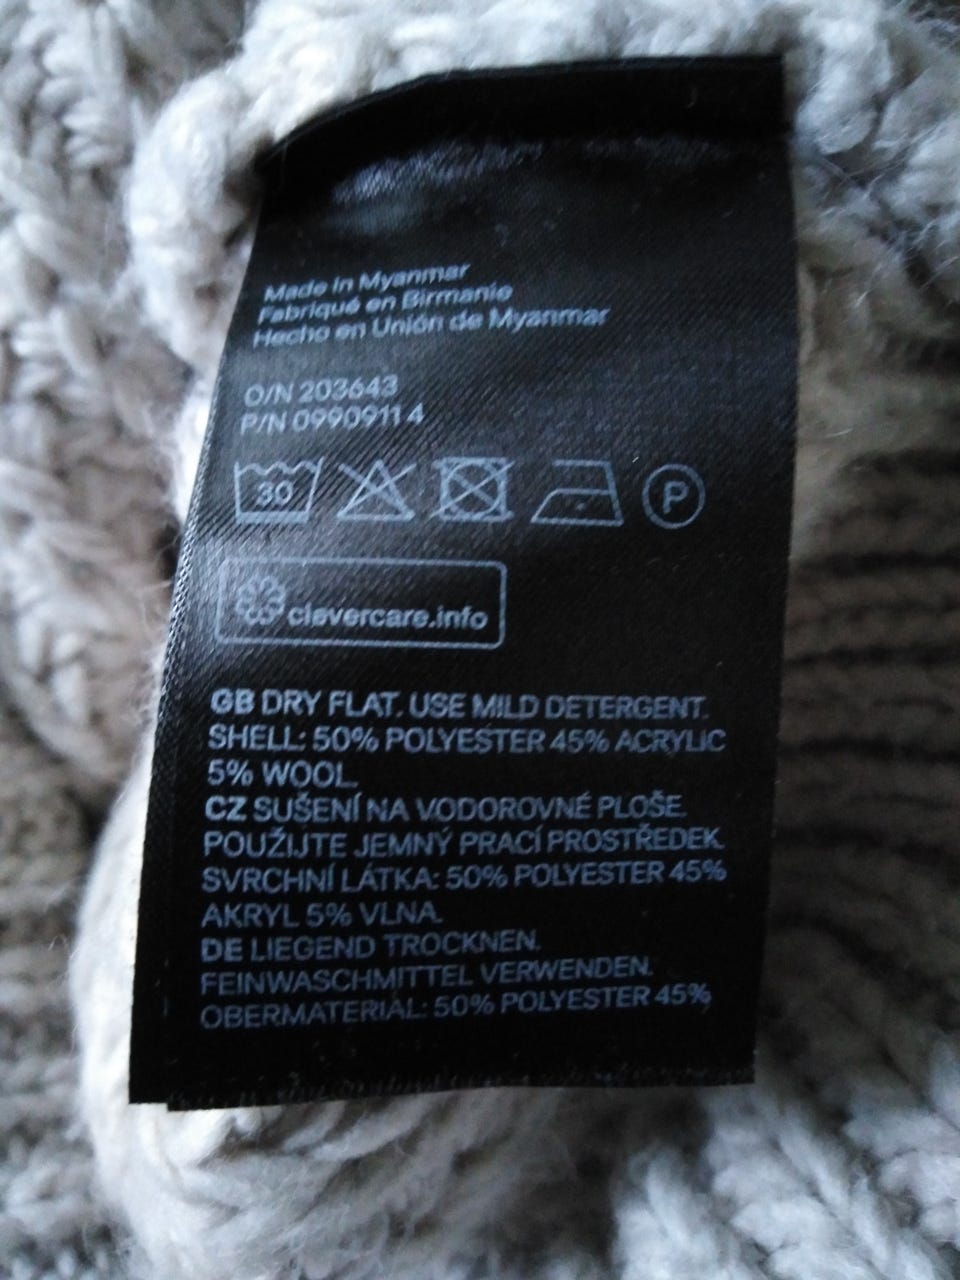 Made in Myanmar
Fabriqué en Birmanie
Hecho en Unión de Myanmar
O/N 203643
P/N 0990911 4
30 P
clevercare.info
GB DRY FLAT. USE MILD DETERGENT.
SHELL: 50% POLYESTER 45% ACRYLIC
5% WOOL.
CZ SUŠENÍ NA VODOROVNÉ PLOŠE.
POUŽIJTE JEMNÝ PRACÍ PROSTŘEDEK.
SVRCHNÍ LÁTKA: 50% POLYESTER 45%
AKRYL 5% VLNA.
DE LIEGEND TROCKNEN.
FEINWASCHMITTEL VERWENDEN.
OBERMATERIAL: 50% POLYESTER 45%